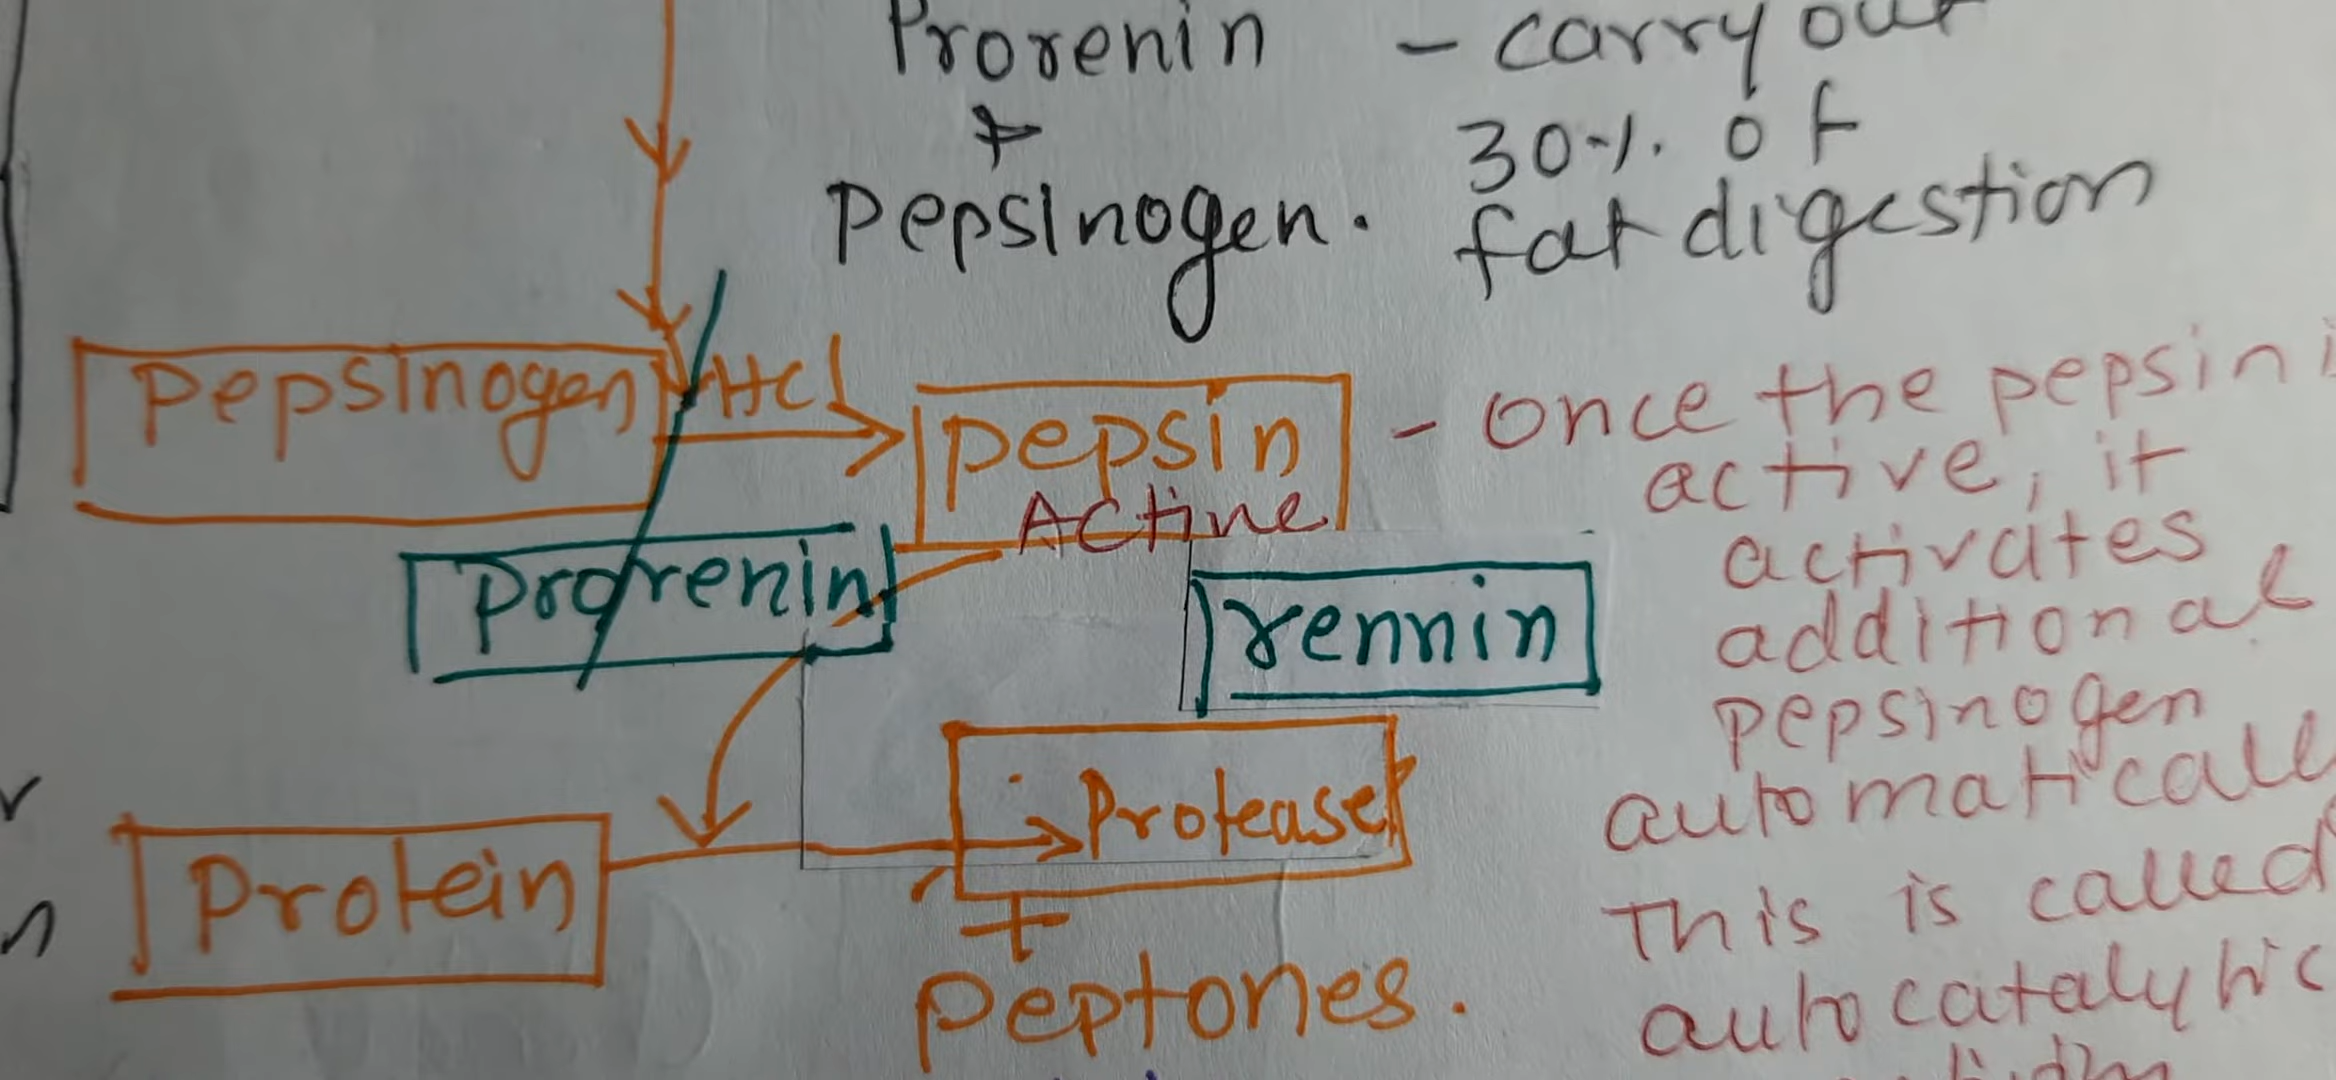 Prorenin - carry out
+ 30%. of
Pepsinogen. fat digestion
Pepsinogen HCl Pepsin - once the pepsin i
Active active, it
Prorenin activates
rennin additional
pepsinogen
Protease automaticall
Protein This is called
+
Peptones. autocatalytic